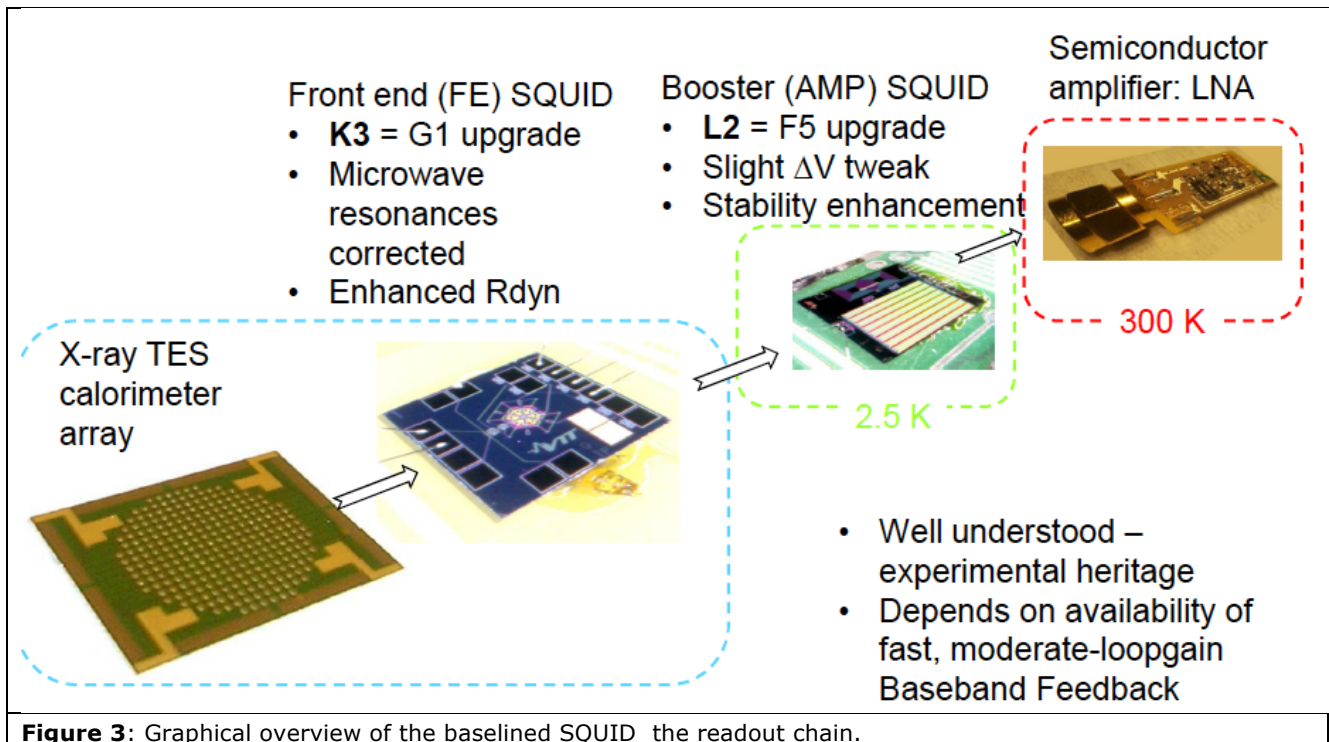 Semiconductor
amplifier: LNA
Front end (FE) SQUID
• K3 = G1 upgrade
• Microwave
resonances
corrected
• Enhanced Rdyn
Booster (AMP) SQUID
• L2 = F5 upgrade
• Slight ΔV tweak
• Stability enhancement
300 K
X-ray TES
calorimeter
array
VTT
2.5 K
• Well understood –
experimental heritage
• Depends on availability of
fast, moderate-loopgain
Baseband Feedback
Figure 3: Graphical overview of the baselined SQUID  the readout chain.